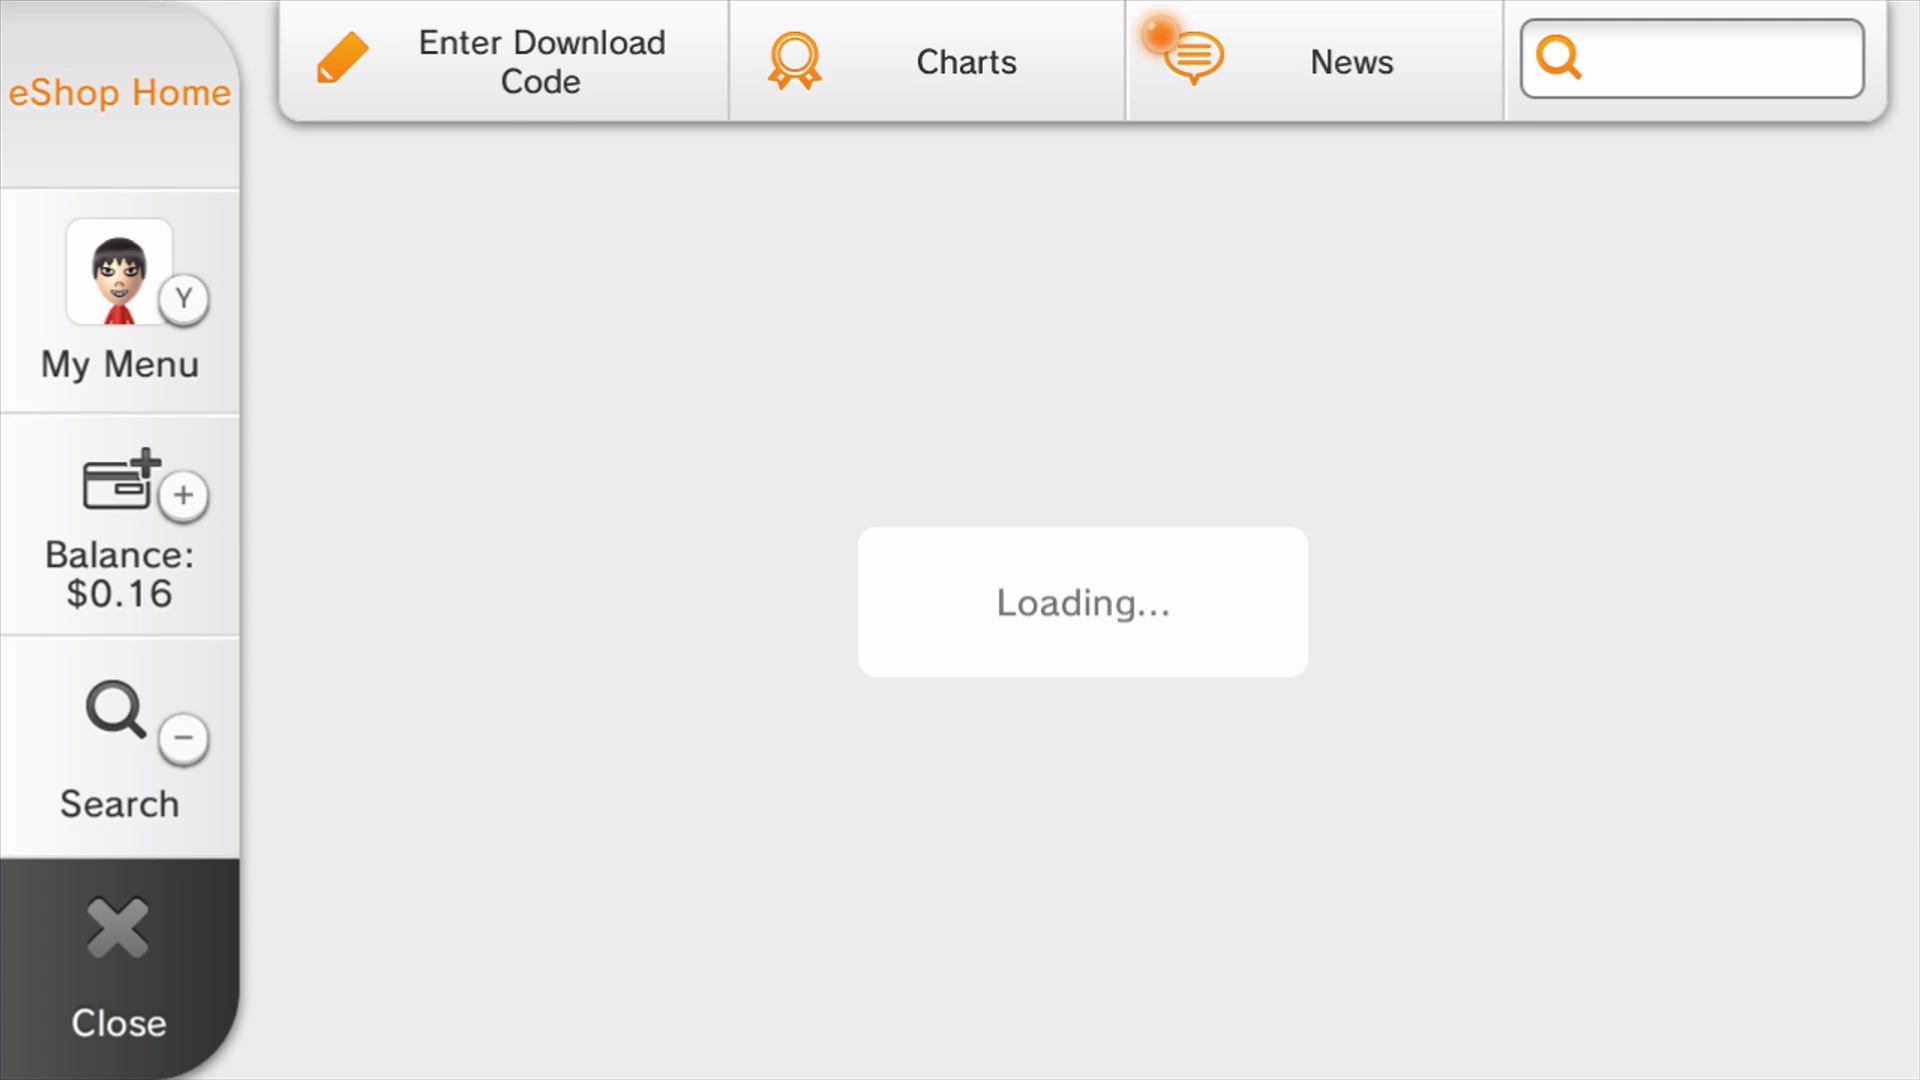 eShop Home
Enter Download
Code
Charts
News
Y
My Menu
+
Balance:
$0.16
−
Search
Close
Loading...